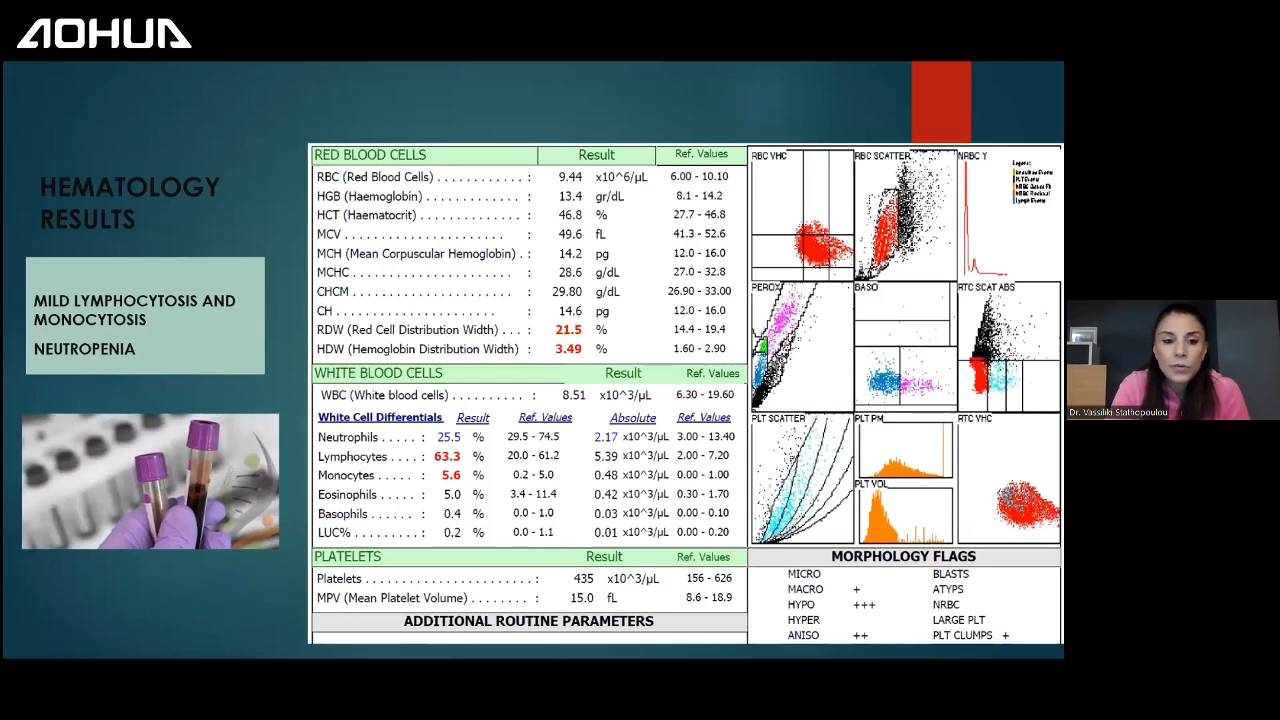 AOHUA
HEMATOLOGY
RESULTS
MILD LYMPHOCYTOSIS AND
MONOCYTOSIS
NEUTROPENIA
RED BLOOD CELLS Result Ref. Values
RBC (Red Blood Cells) . . . . . . . . . . . . : 9.44 x10^6/µL 6.00 - 10.10
HGB (Haemoglobin) . . . . . . . . . . . . . : 13.4 gr/dL 8.1 - 14.2
HCT (Haematocrit) . . . . . . . . . . . . . . : 46.8 % 27.7 - 46.8
MCV . . . . . . . . . . . . . . . . . . . . . . : 49.6 fL 41.3 - 52.6
MCH (Mean Corpuscular Hemoglobin) . : 14.2 pg 12.0 - 16.0
MCHC . . . . . . . . . . . . . . . . . . . . . . . : 28.6 g/dL 27.0 - 32.8
CHCM . . . . . . . . . . . . . . . . . . . . . . . : 29.80 g/dL 26.90 - 33.00
CH . . . . . . . . . . . . . . . . . . . . . . . . . : 14.6 pg 12.0 - 16.0
RDW (Red Cell Distribution Width) . . . : 21.5 % 14.4 - 19.4
HDW (Hemoglobin Distribution Width) : 3.49 % 1.60 - 2.90
WHITE BLOOD CELLS Result Ref. Values
WBC (White blood cells) . . . . . . . . . . : 8.51 x10^3/µL 6.30 - 19.60
White Cell Differentials Result Ref. Values Absolute Ref. Values
Neutrophils . . . . . : 25.5 % 29.5 - 74.5 2.17 x10^3/µL 3.00 - 13.40
Lymphocytes . . . . : 63.3 % 20.0 - 61.2 5.39 x10^3/µL 2.00 - 7.20
Monocytes . . . . . : 5.6 % 0.2 - 5.0 0.48 x10^3/µL 0.00 - 1.00
Eosinophils . . . . . : 5.0 % 3.4 - 11.4 0.42 x10^3/µL 0.30 - 1.70
Basophils . . . . . . : 0.4 % 0.0 - 1.0 0.03 x10^3/µL 0.00 - 0.10
LUC% . . . . . . . . . : 0.2 % 0.0 - 1.1 0.01 x10^3/µL 0.00 - 0.20
PLATELETS Result Ref. Values
Platelets . . . . . . . . . . . . . . . . . . . . . . . : 435 x10^3/µL 156 - 626
MPV (Mean Platelet Volume) . . . . . . . . : 15.0 fL 8.6 - 18.9
ADDITIONAL ROUTINE PARAMETERS
RBC VHC RBC SCATTER NRBC Y
PEROX BASO RTC SCAT ABS
PLT SCATTER PLT PM RTC VHC
PLT VOL
MORPHOLOGY FLAGS
MICRO BLASTS
MACRO + ATYPS
HYPO +++ NRBC
HYPER LARGE PLT
ANISO ++ PLT CLUMPS +
Dr. Vassiliki Stathopoulou